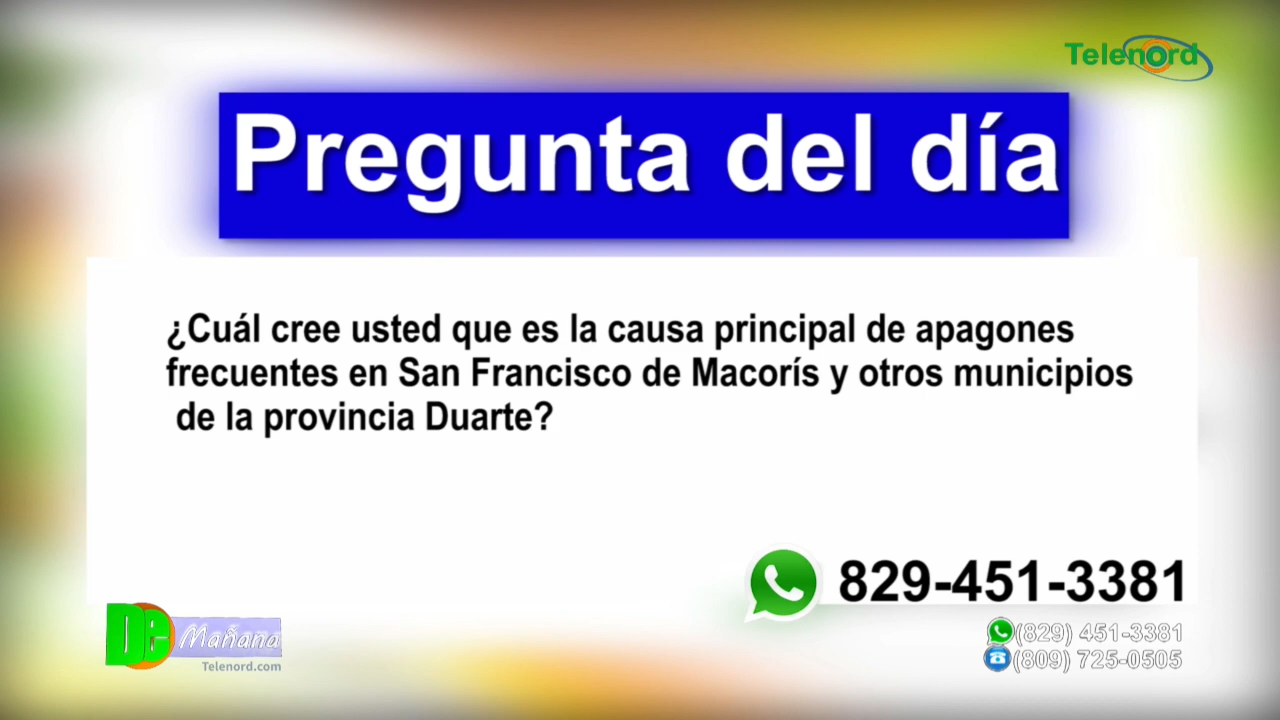 Telenord
Pregunta del día
¿Cuál cree usted que es la causa principal de apagones
frecuentes en San Francisco de Macorís y otros municipios
de la provincia Duarte?
829-451-3381
De Mañana
Telenord.com
(829) 451-3381
(809) 725-0505